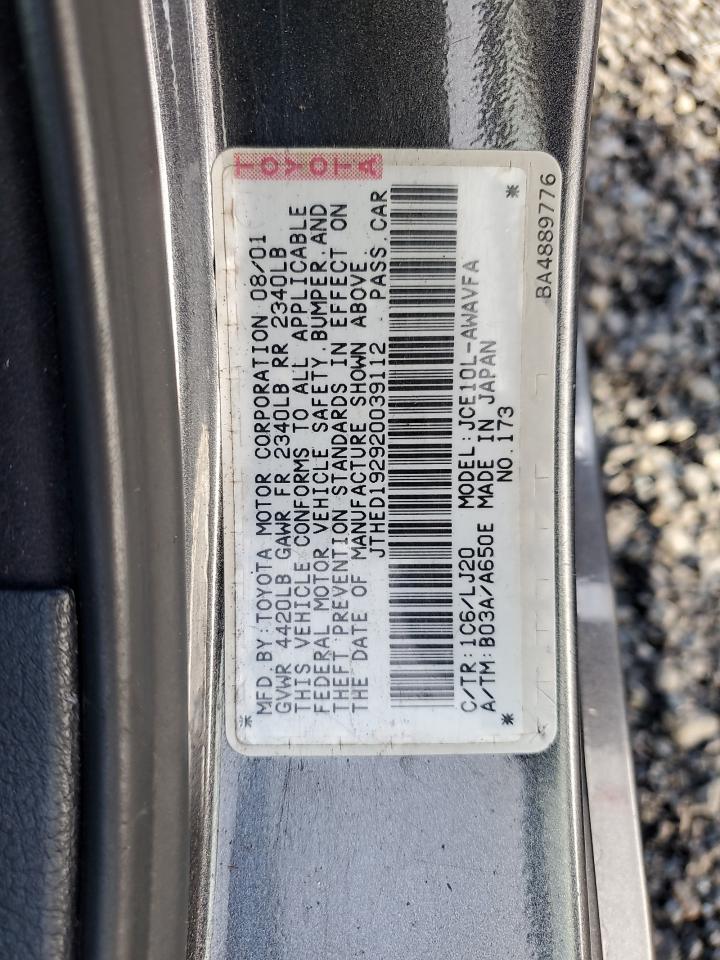 TOYOTA
* MFD.BY:TOYOTA MOTOR CORPORATION 08/01
GVWR 4420LB GAWR FR 2340LB RR 2340LB
THIS VEHICLE CONFORMS TO ALL APPLICABLE
FEDERAL MOTOR VEHICLE SAFETY.BUMPER.AND
THEFT PREVENTION STANDARDS IN EFFECT ON
THE DATE OF MANUFACTURE SHOWN ABOVE.
JTHED192920039112 PASS.CAR
C/TR:1C6/LJ20 MODEL:JCE10L-AWAVFA
A/TM:B03A/A650E MADE IN JAPAN
* NO.173 *
BA4889776